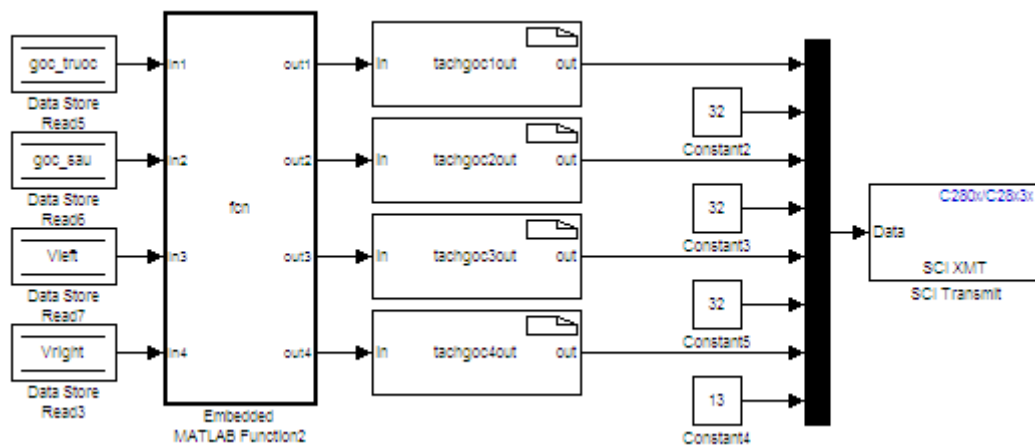 goc_truoc
Data Store
Read5
goc_sau
Data Store
Read6
Vleft
Data Store
Read7
Vright
Data Store
Read3
In1
In2
In3
In4
fcn
out1
out2
out3
out4
Embedded
MATLAB Function2
In
tachgoc1out
out
In
tachgoc2out
out
In
tachgoc3out
out
In
tachgoc4out
out
32
Constant2
32
Constant3
32
Constant5
13
Constant4
C280x/C28x3x
Data
SCI XMT
SCI Transmit